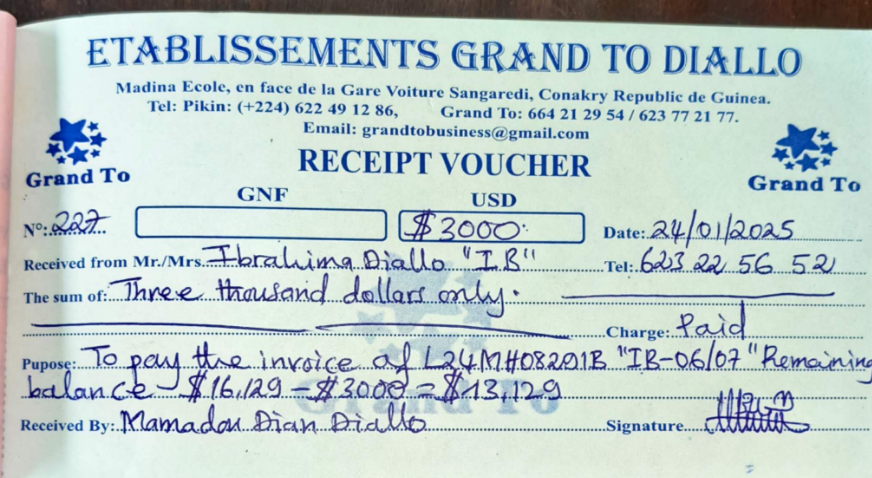 ETABLISSEMENTS GRAND TO DIALLO
Madina Ecole, en face de la Gare Voiture Sangaredi, Conakry Republic de Guinea.
Tel: Pikin: (+224) 622 49 12 86, Grand To: 664 21 29 54 / 623 77 21 77.
Email: grandtobusiness@gmail.com
RECEIPT VOUCHER
Grand To
Grand To
GNF USD
N°: 227 $3000 Date: 24/01/2025
Received from Mr./Mrs. Ibrahima Diallo "IB" Tel: 623 22 56 52
The sum of: Three thousand dollars only.
Charge: Paid
Pupose: To pay the invoice of L24MH08201B "IB-06/07" Remaining
balance $16,129 - $3000 = $13,129
Received By: Mamadou Dian Diallo Signature